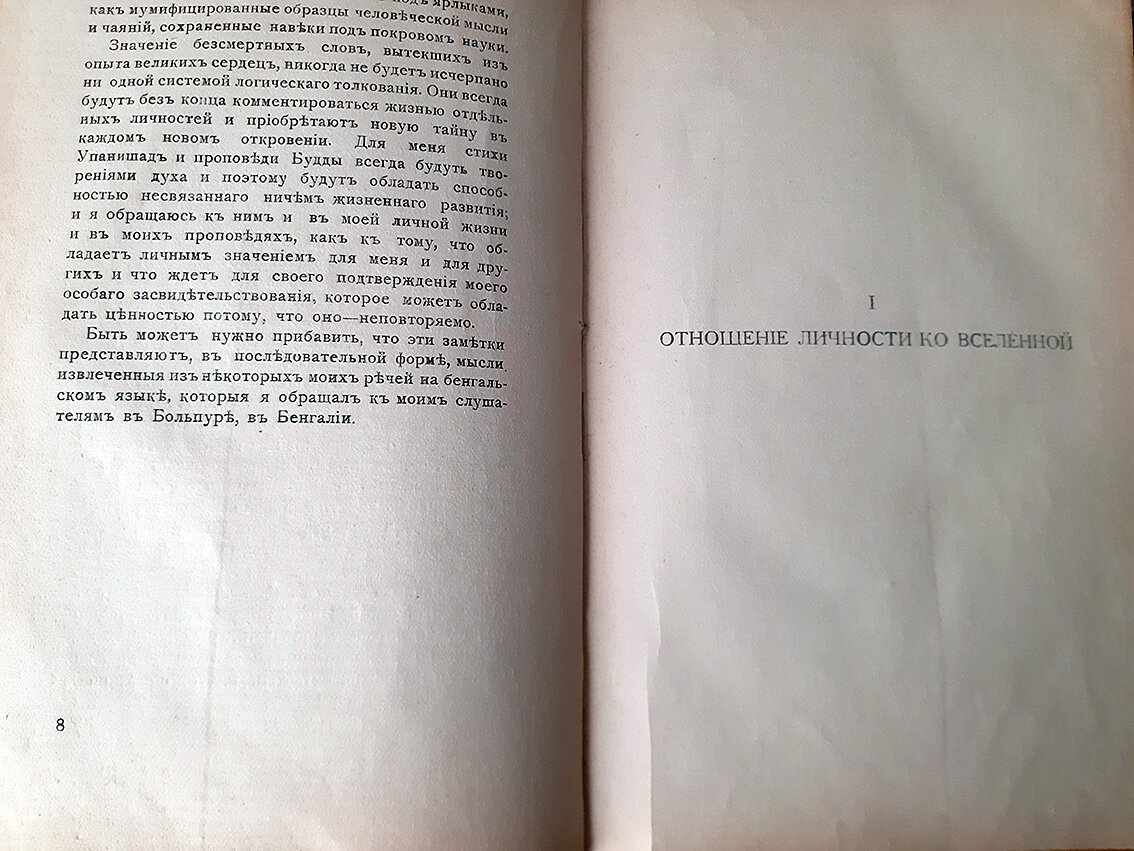 подъ ярлыками,
какъ мумифицированные образцы человѣческой мысли
и чаяній, сохраненные навѣки подъ покровомъ науки.
Значеніе безсмертныхъ словъ, вытекшихъ изъ
опыта великихъ сердецъ, никогда не будетъ исчерпано
ни одной системой логическаго толкованія. Они всегда
будутъ безъ конца комментироваться жизнью отдѣль-
ныхъ личностей и пріобрѣтаютъ новую тайну въ
каждомъ новомъ откровеніи. Для меня стихи
Упанишадъ и проповѣди Будды всегда будутъ тво-
реніями духа и поэтому будутъ обладать способ-
ностью несвязаннаго ничѣмъ жизненнаго развитія;
и я обращаюсь къ нимъ и въ моей личной жизни
и въ моихъ проповѣдяхъ, какъ къ тому, что об-
ладаетъ личнымъ значеніемъ для меня и для дру-
гихъ и что ждетъ для своего подтвержденія моего
особаго засвидѣтельствованія, которое можетъ обла-
дать цѣнностью потому, что оно—неповторяемо.
Быть можетъ нужно прибавить, что эти замѣтки
представляютъ, въ послѣдовательной формѣ, мысли,
извлеченныя изъ нѣкоторыхъ моихъ рѣчей на бенгаль-
скомъ языкѣ, которыя я обращалъ къ моимъ слуша-
телямъ въ Больпурѣ, въ Бенгаліи.
8
I
ОТНОШЕНІЕ ЛИЧНОСТИ КО ВСЕЛЕННОЙ